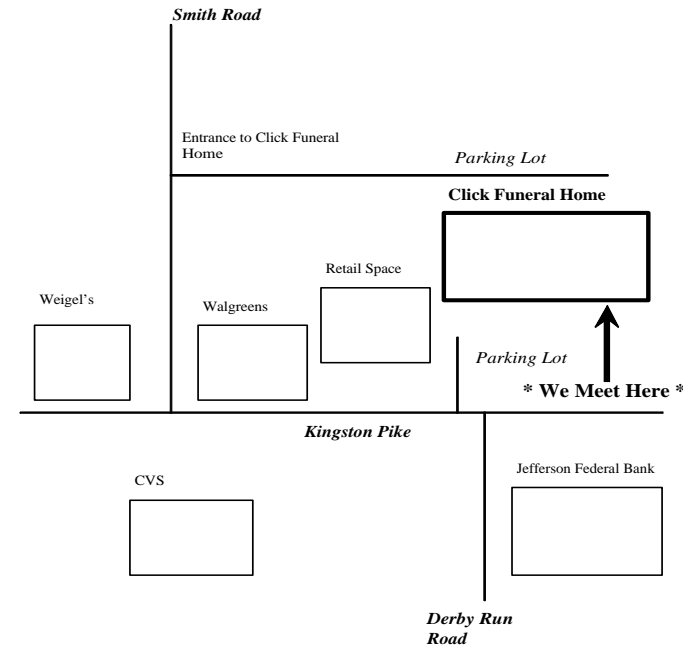 Smith Road
Entrance to Click Funeral
Home
Parking Lot
Click Funeral Home
Retail Space
Weigel's
Walgreens
Parking Lot
* We Meet Here *
Kingston Pike
Jefferson Federal Bank
CVS
Derby Run
Road